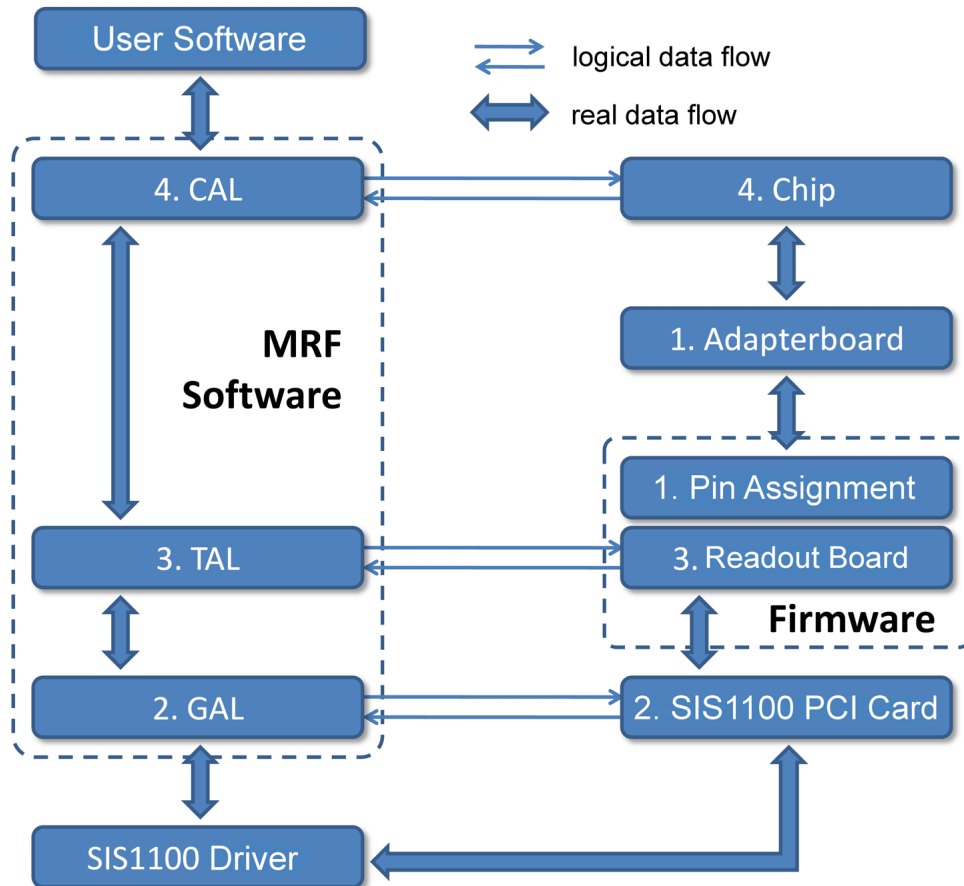 User Software
logical data flow
real data flow
4. CAL
4. Chip
MRF
Software
1. Adapterboard
1. Pin Assignment
3. TAL
3. Readout Board
Firmware
2. GAL
2. SIS1100 PCI Card
SIS1100 Driver